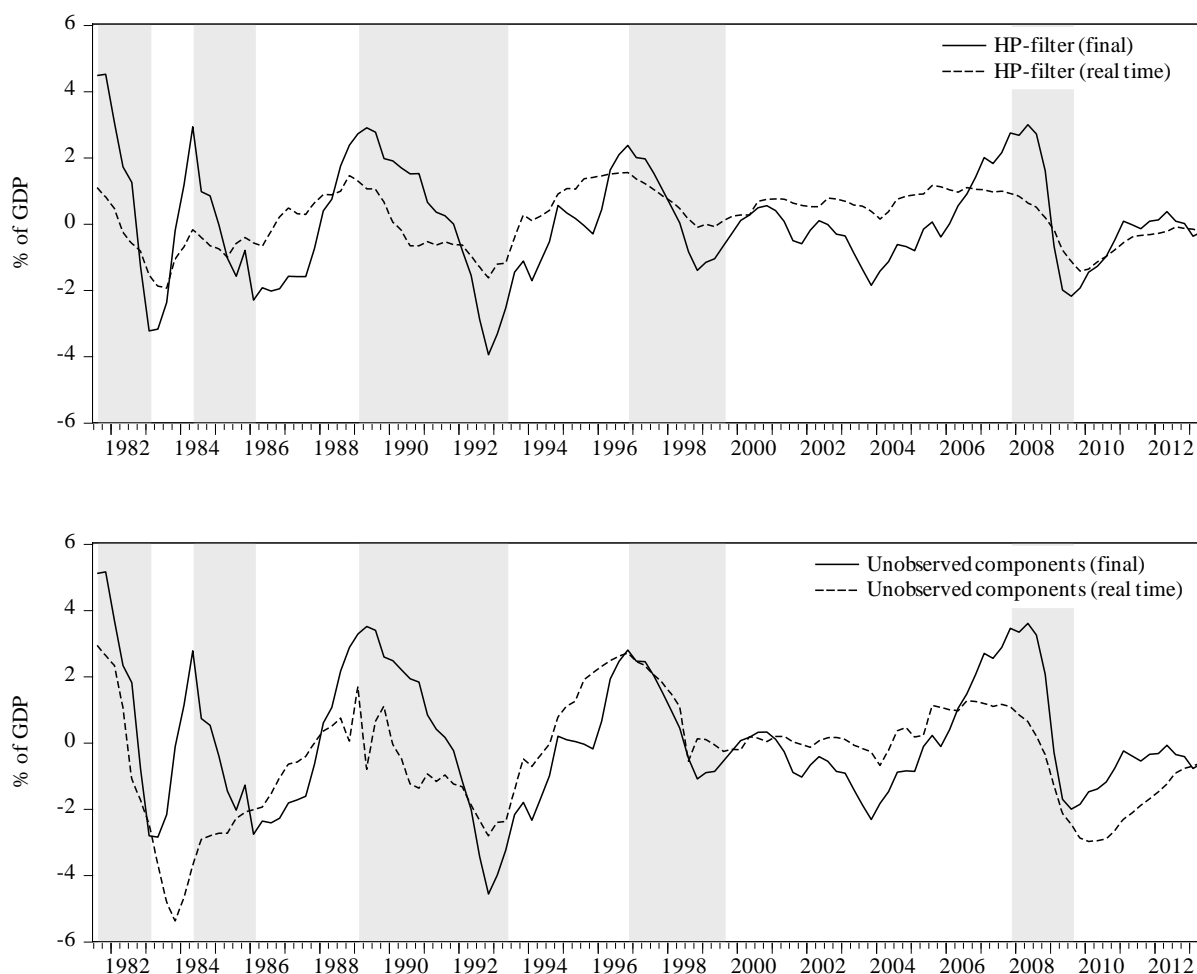 6
HP-filter (final)
HP-filter (real time)
4
2
0
-2
-4
-6
% of GDP
1982 1984 1986 1988 1990 1992 1994 1996 1998 2000 2002 2004 2006 2008 2010 2012
6
Unobserved components (final)
Unobserved components (real time)
4
2
0
-2
-4
-6
% of GDP
1982 1984 1986 1988 1990 1992 1994 1996 1998 2000 2002 2004 2006 2008 2010 2012